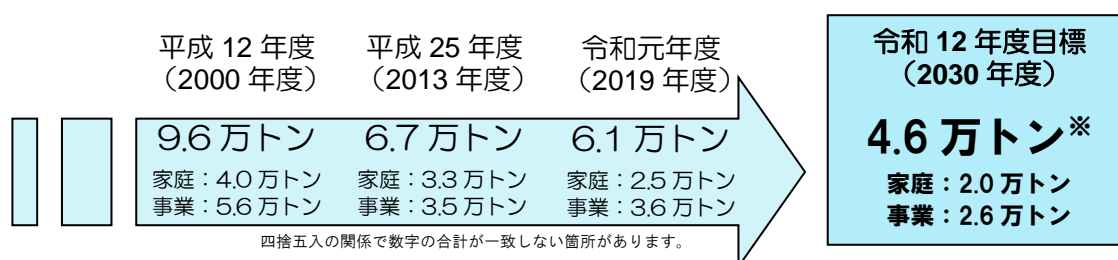 平成 12 年度
（2000 年度）
平成 25 年度
（2013 年度）
令和元年度
（2019 年度）
9.6 万トン
家庭：4.0 万トン
事業：5.6 万トン
6.7 万トン
家庭：3.3 万トン
事業：3.5 万トン
6.1 万トン
家庭：2.5 万トン
事業：3.6 万トン
四捨五入の関係で数字の合計が一致しない箇所があります。
令和 12 年度目標
（2030 年度）
4.6 万トン※
家庭：2.0 万トン
事業：2.6 万トン